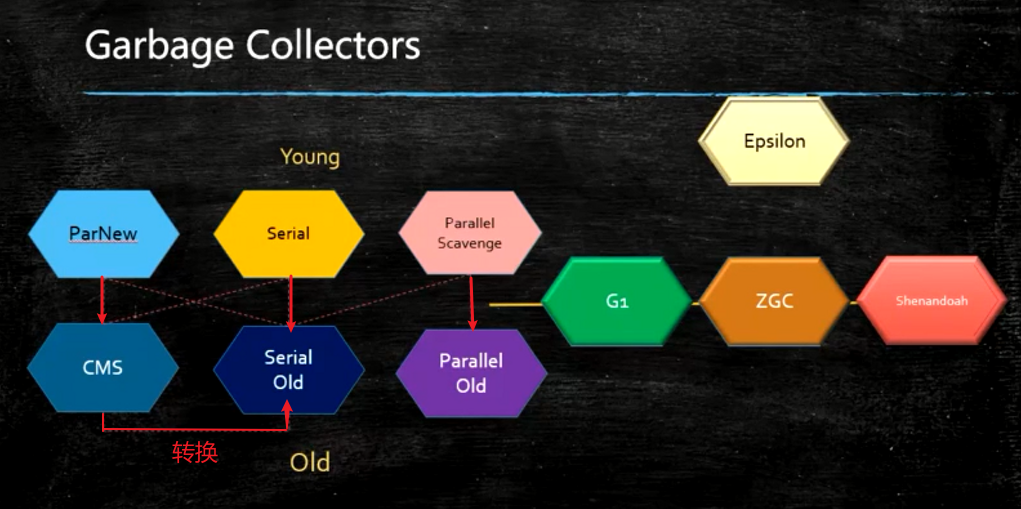 Garbage Collectors
Epsilon
Young
ParNew
Serial
Parallel
Scavenge
G1
ZGC
Shenandoah
CMS
Serial
Old
Parallel
Old
转换
Old